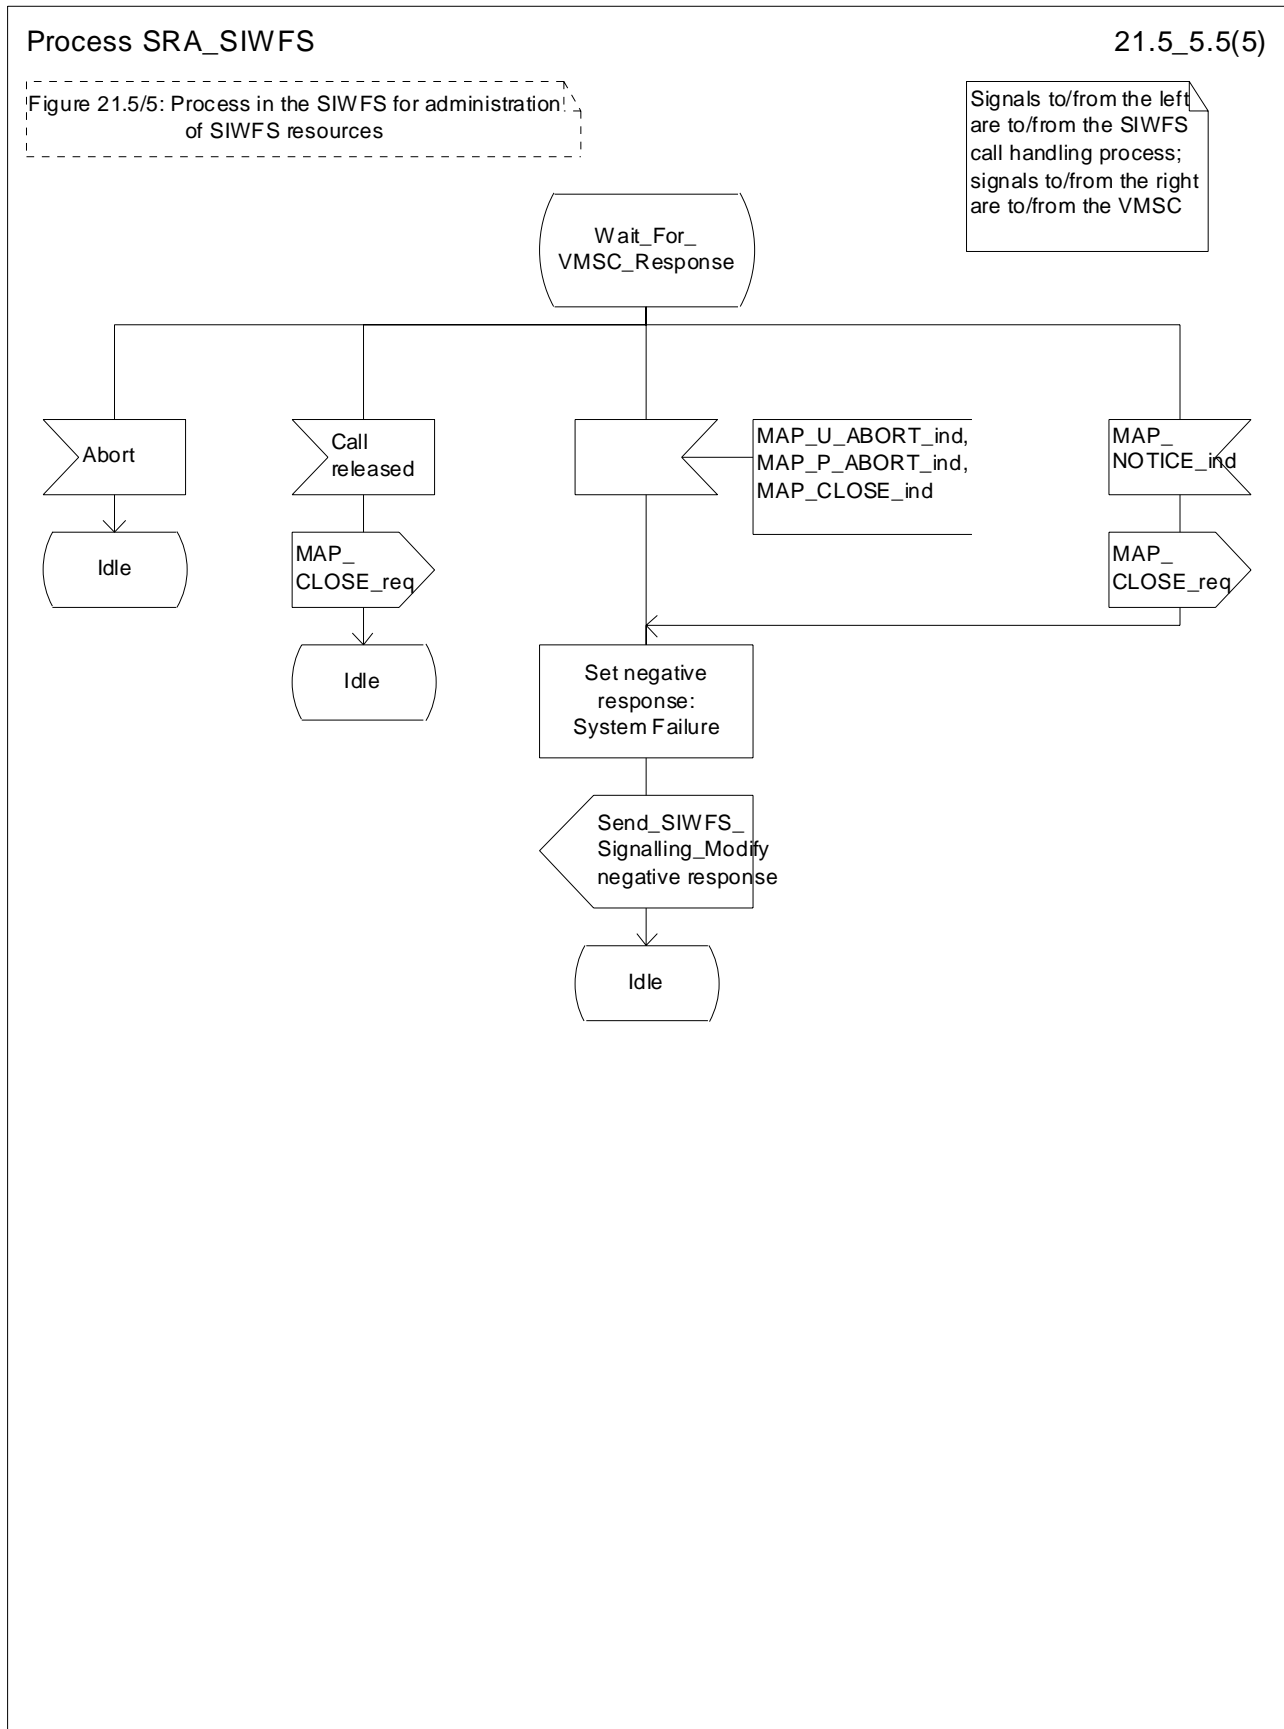 Process SRA_SIWFS
21.5_5.5(5)
Figure 21.5/5: Process in the SIWFS for administration
of SIWFS resources
Signals to/from the left
are to/from the SIWFS
call handling process;
signals to/from the right
are to/from the VMSC
Wait_For_
VMSC_Response
Abort
Call
released
MAP_U_ABORT_ind,
MAP_P_ABORT_ind,
MAP_CLOSE_ind
MAP_
NOTICE_ind
Idle
MAP_
CLOSE_req
MAP_
CLOSE_req
Idle
Set negative
response:
System Failure
Send_SIWFS_
Signalling_Modify
negative response
Idle